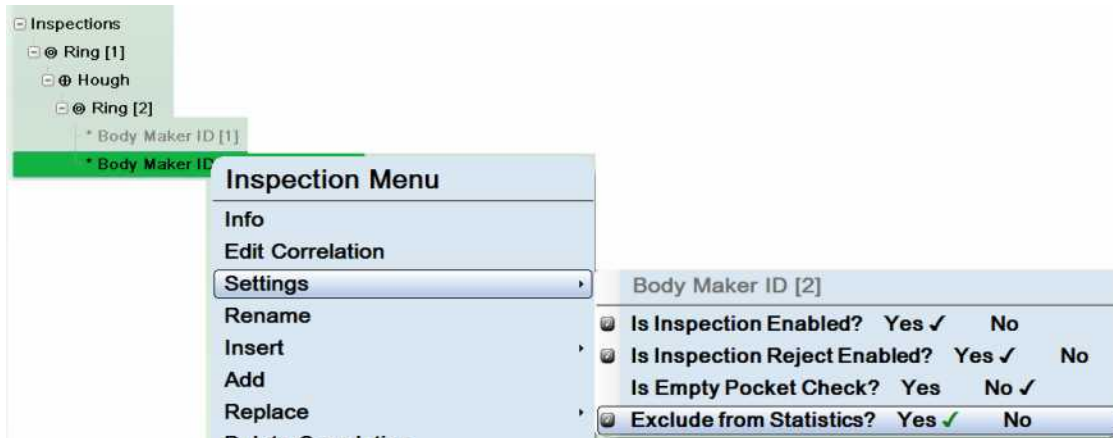 Inspections
Ring [1]
Hough
Ring [2]
* Body Maker ID [1]
* Body Maker ID
Inspection Menu
Info
Edit Correlation
Settings
Rename
Insert
Add
Replace
Body Maker ID [2]
Is Inspection Enabled? Yes ✓ No
Is Inspection Reject Enabled? Yes ✓ No
Is Empty Pocket Check? Yes No ✓
Exclude from Statistics? Yes ✓ No